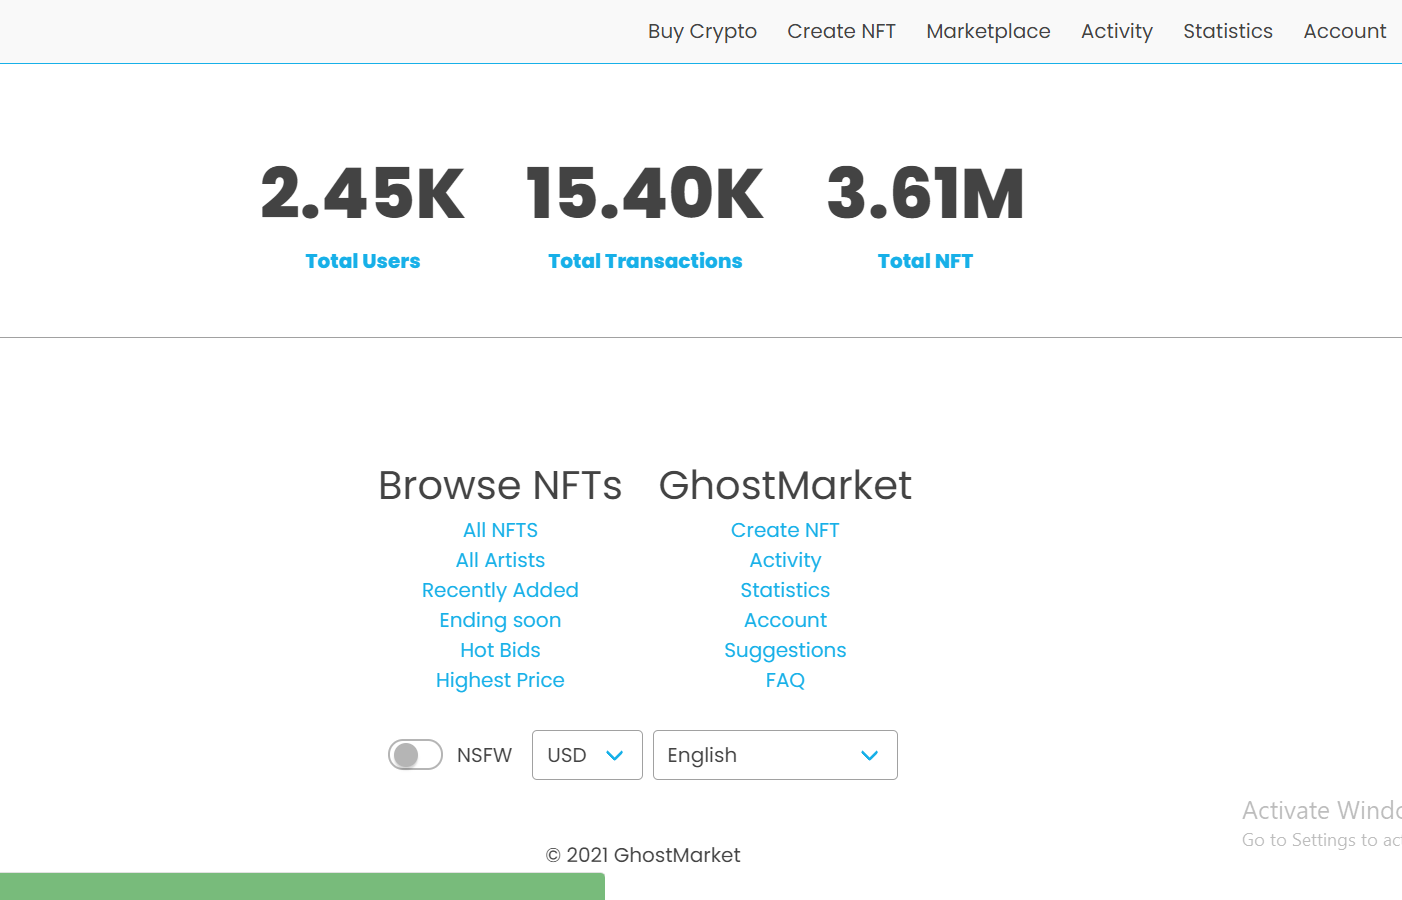 Buy Crypto Create NFT Marketplace Activity Statistics Account
2.45K 15.40K 3.61M
Total Users Total Transactions Total NFT
Browse NFTs
All NFTS
All Artists
Recently Added
Ending soon
Hot Bids
Highest Price
GhostMarket
Create NFT
Activity
Statistics
Account
Suggestions
FAQ
NSFW USD English
Activate Windo
Go to Settings to ac
© 2021 GhostMarket